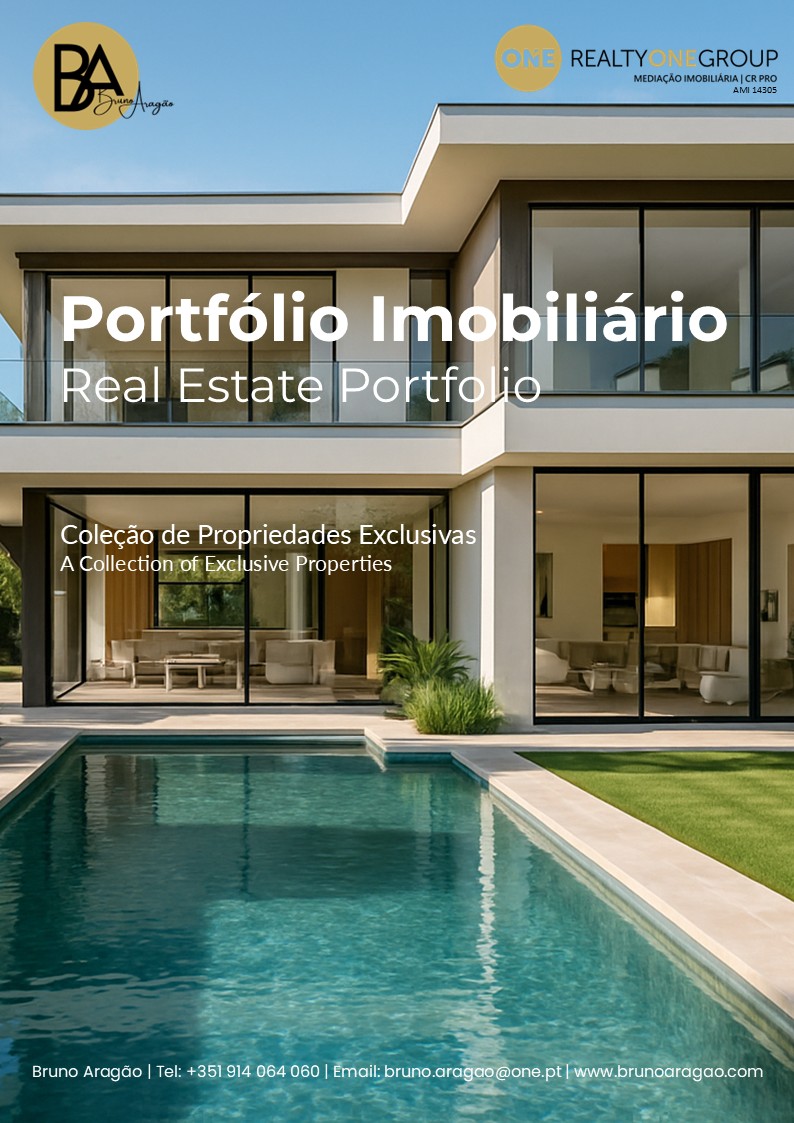 BA
Bruno Aragão
ONE REALTYONEGROUP
MEDIAÇÃO IMOBILIÁRIA | CR PRO
AMI 14305
Portfólio Imobiliário
Real Estate Portfolio
Coleção de Propriedades Exclusivas
A Collection of Exclusive Properties
Bruno Aragão | Tel: +351 914 064 060 | Email: bruno.aragao@one.pt | www.brunoaragao.com